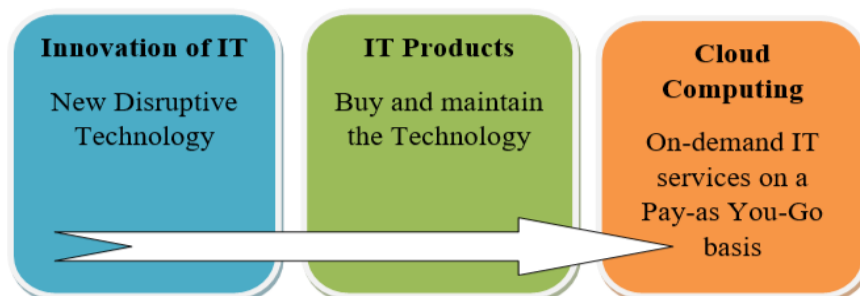 Innovation of IT
New Disruptive
Technology
IT Products
Buy and maintain
the Technology
Cloud
Computing
On-demand IT
services on a
Pay-as You-Go
basis